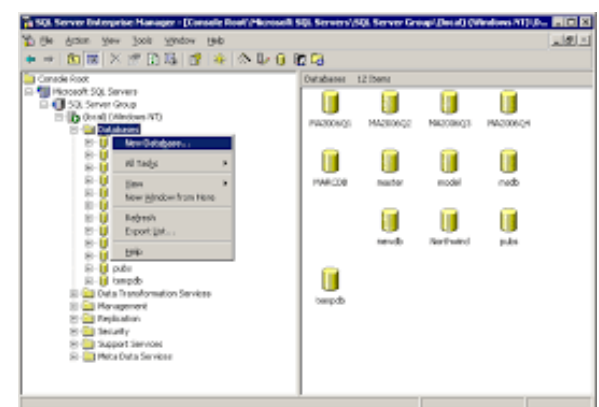 SQL Server Enterprise Manager - [Console Root\Microsoft SQL Servers\SQL Server Group\(local) (Windows NT)\D...
File Action View Tools Window Help
Console Root
Microsoft SQL Servers
SQL Server Group
(local) (Windows NT)
Databases
New Database...
All Tasks
View
New Window from Here
Refresh
Export List...
Help
pubs
tempdb
Data Transformation Services
Management
Replication
Security
Support Services
Meta Data Services
Databases 12 Items
MA2006Q1 MA2006Q2 MA2006Q3 MA2006Q4
MARCDB master model msdb
newdb Northwind pubs
tempdb